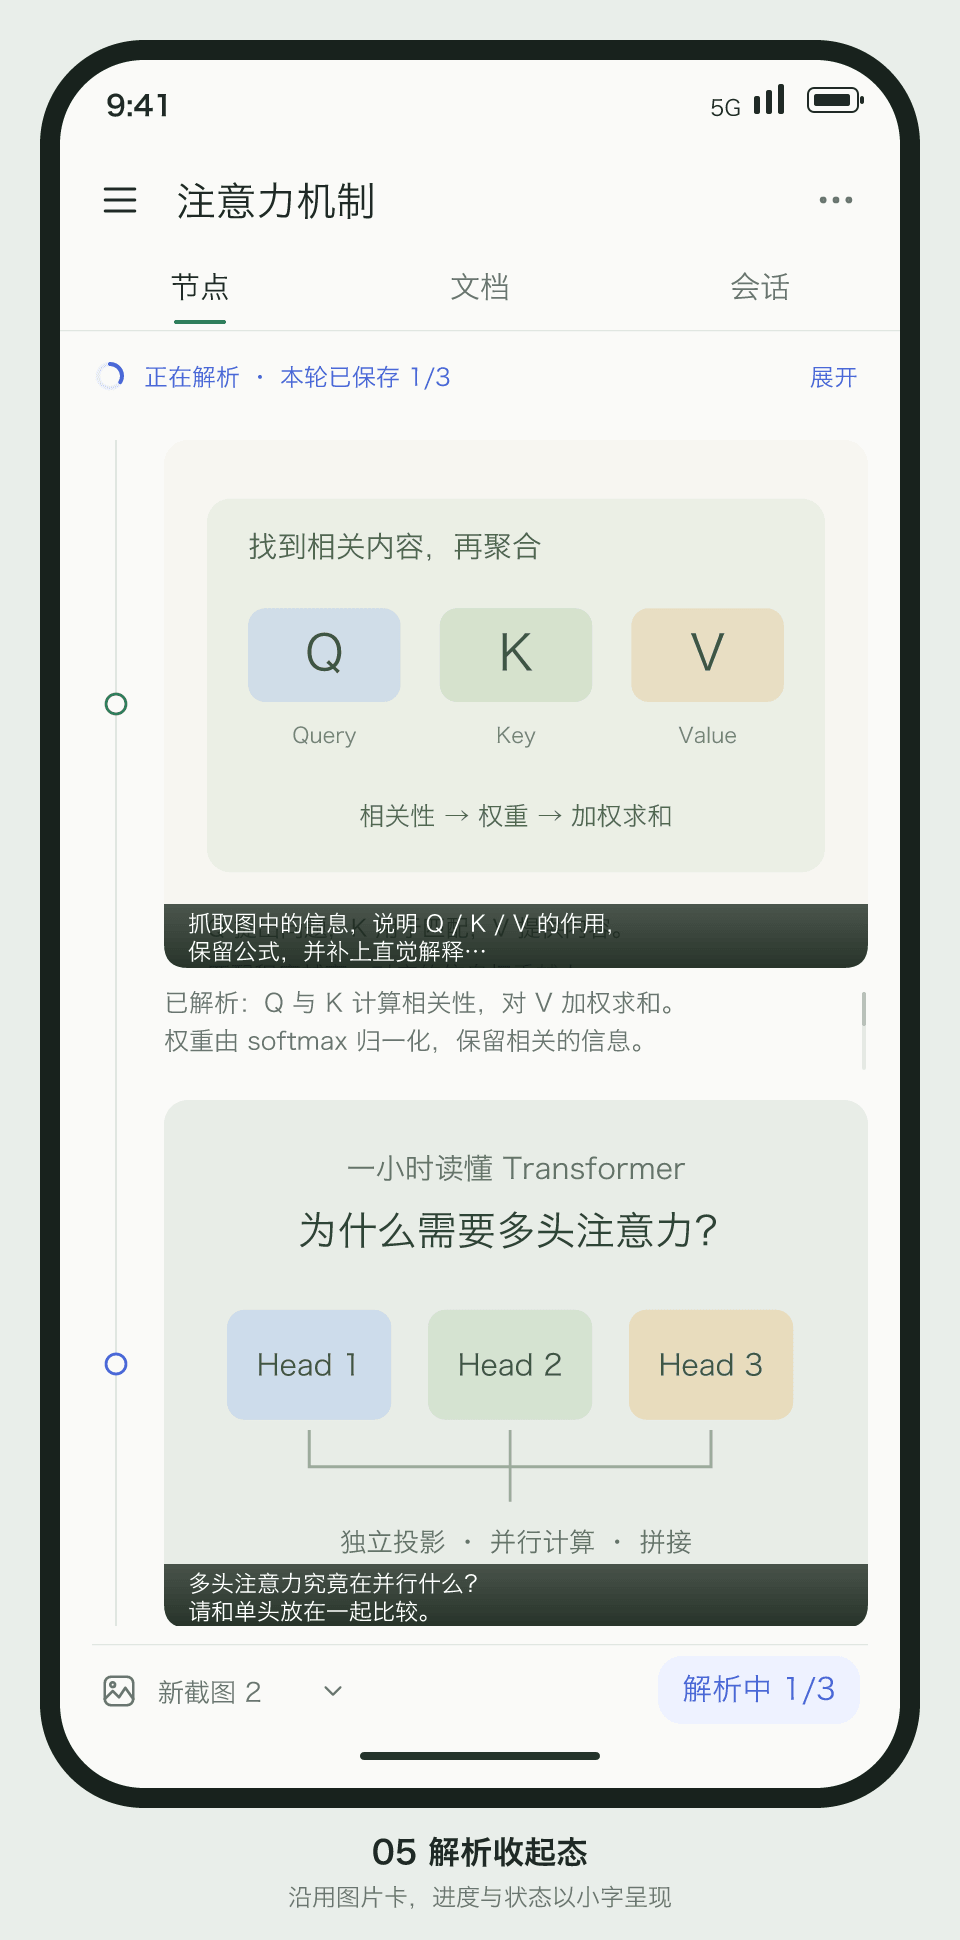 9:41
5G
注意力机制
节点 文档 会话
正在解析 · 本轮已保存 1/3 展开
找到相关内容，再聚合
Q K V
Query Key Value
相关性 → 权重 → 加权求和
抓取图中的信息，说明 Q / K / V 的作用，
保留公式，并补上直觉解释…
已解析：Q 与 K 计算相关性，对 V 加权求和。
权重由 softmax 归一化，保留相关的信息。
一小时读懂 Transformer
为什么需要多头注意力？
Head 1 Head 2 Head 3
独立投影 · 并行计算 · 拼接
多头注意力究竟在并行什么？
请和单头放在一起比较。
新截图 2 解析中 1/3
05 解析收起态
沿用图片卡，进度与状态以小字呈现